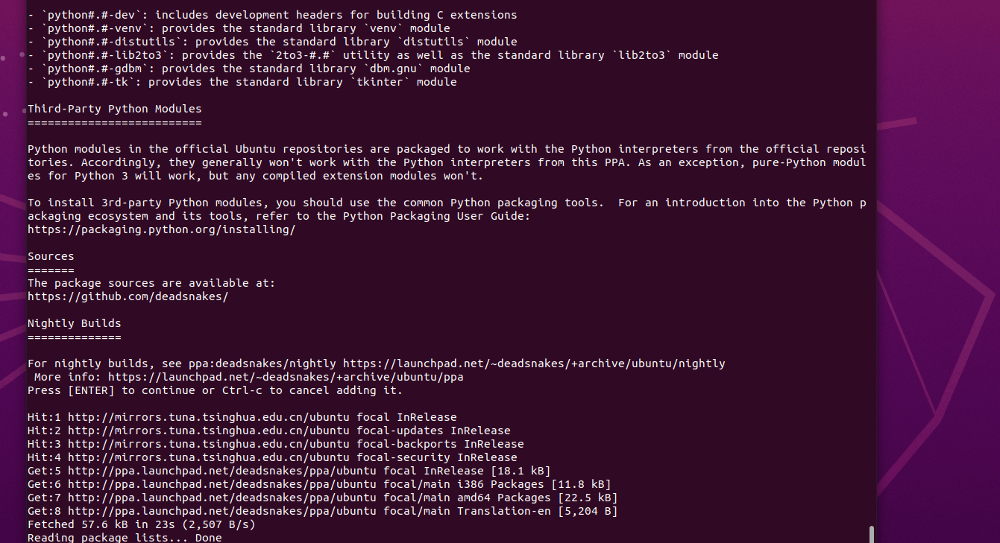 - `python#.#-dev`: includes development headers for building C extensions
- `python#.#-venv`: provides the standard library `venv` module
- `python#.#-distutils`: provides the standard library `distutils` module
- `python#.#-lib2to3`: provides the `2to3-#.#` utility as well as the standard library `lib2to3` module
- `python#.#-gdbm`: provides the standard library `dbm.gnu` module
- `python#.#-tk`: provides the standard library `tkinter` module
Third-Party Python Modules
==========================
Python modules in the official Ubuntu repositories are packaged to work with the Python interpreters from the official reposi
tories. Accordingly, they generally won't work with the Python interpreters from this PPA. As an exception, pure-Python modul
es for Python 3 will work, but any compiled extension modules won't.
To install 3rd-party Python modules, you should use the common Python packaging tools.  For an introduction into the Python p
ackaging ecosystem and its tools, refer to the Python Packaging User Guide:
https://packaging.python.org/installing/
Sources
=======
The package sources are available at:
https://github.com/deadsnakes/
Nightly Builds
==============
For nightly builds, see ppa:deadsnakes/nightly https://launchpad.net/~deadsnakes/+archive/ubuntu/nightly
 More info: https://launchpad.net/~deadsnakes/+archive/ubuntu/ppa
Press [ENTER] to continue or Ctrl-c to cancel adding it.
Hit:1 http://mirrors.tuna.tsinghua.edu.cn/ubuntu focal InRelease
Hit:2 http://mirrors.tuna.tsinghua.edu.cn/ubuntu focal-updates InRelease
Hit:3 http://mirrors.tuna.tsinghua.edu.cn/ubuntu focal-backports InRelease
Hit:4 http://mirrors.tuna.tsinghua.edu.cn/ubuntu focal-security InRelease
Get:5 http://ppa.launchpad.net/deadsnakes/ppa/ubuntu focal InRelease [18.1 kB]
Get:6 http://ppa.launchpad.net/deadsnakes/ppa/ubuntu focal/main i386 Packages [11.8 kB]
Get:7 http://ppa.launchpad.net/deadsnakes/ppa/ubuntu focal/main amd64 Packages [22.5 kB]
Get:8 http://ppa.launchpad.net/deadsnakes/ppa/ubuntu focal/main Translation-en [5,204 B]
Fetched 57.6 kB in 23s (2,507 B/s)
Reading package lists... Done